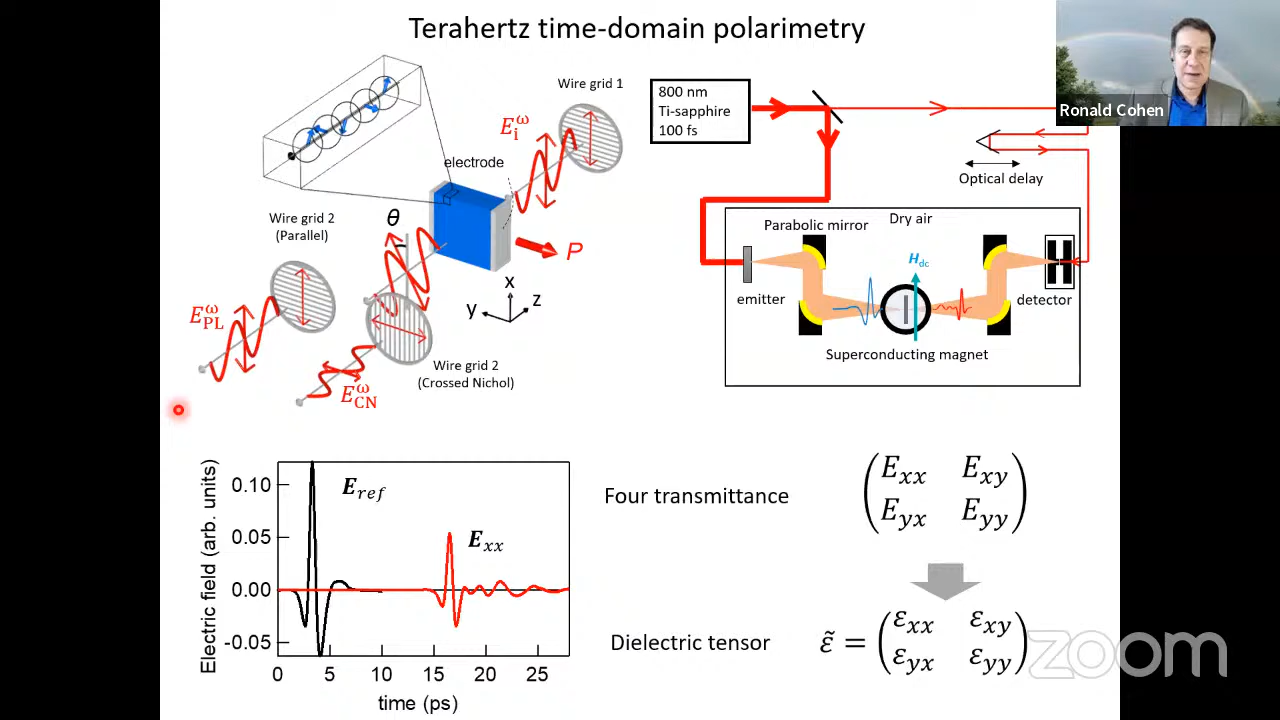 Terahertz time-domain polarimetry
Wire grid 1
E_i^ω
electrode
Wire grid 2
(Parallel)
θ
P
x
y
z
E_PL^ω
Wire grid 2
(Crossed Nichol)
E_CN^ω
800 nm
Ti-sapphire
100 fs
Ronald Cohen
Optical delay
Parabolic mirror
Dry air
H_dc
emitter
detector
Superconducting magnet
Electric field (arb. units)
0.10
0.05
0.00
-0.05
E_ref
E_xx
0 5 10 15 20 25
time (ps)
Four transmittance
E_xx E_xy
E_yx E_yy
Dielectric tensor
ε̃ = (ε_xx ε_xy
ε_yx ε_yy)
zoom